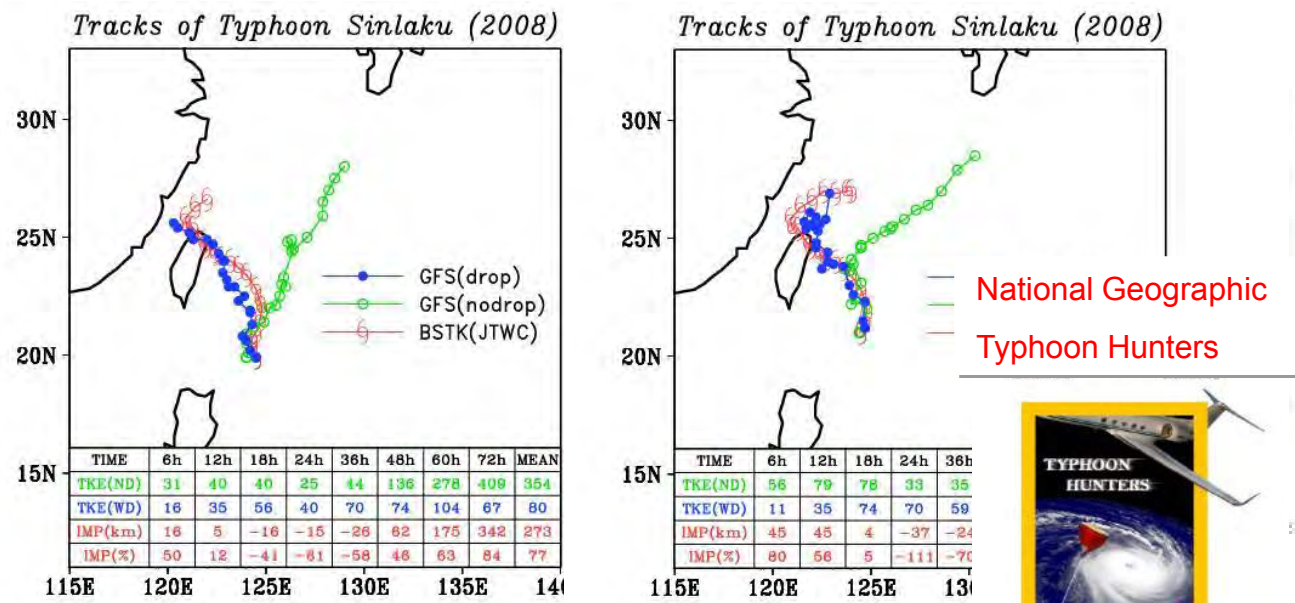 Tracks of Typhoon Sinlaku (2008)
30N
25N
20N
15N
GFS(drop)
GFS(nodrop)
BSTK(JTWC)
TIME 6h 12h 18h 24h 36h 48h 60h 72h MEAN
TKE(ND) 31 40 40 25 44 136 278 409 354
TKE(WD) 16 35 56 40 70 74 104 67 80
IMP(km) 16 5 -16 -15 -26 62 175 342 273
IMP(%) 50 12 -41 -61 -58 46 63 84 77
115E 120E 125E 130E 135E 140
Tracks of Typhoon Sinlaku (2008)
30N
25N
20N
15N
TIME 6h 12h 18h 24h 36h
TKE(ND) 56 79 78 33 35
TKE(WD) 11 35 74 70 59
IMP(km) 45 45 4 -37 -24
IMP(%) 80 56 5 -111 -70
115E 120E 125E 130
National Geographic
Typhoon Hunters
TYPHOON
HUNTERS